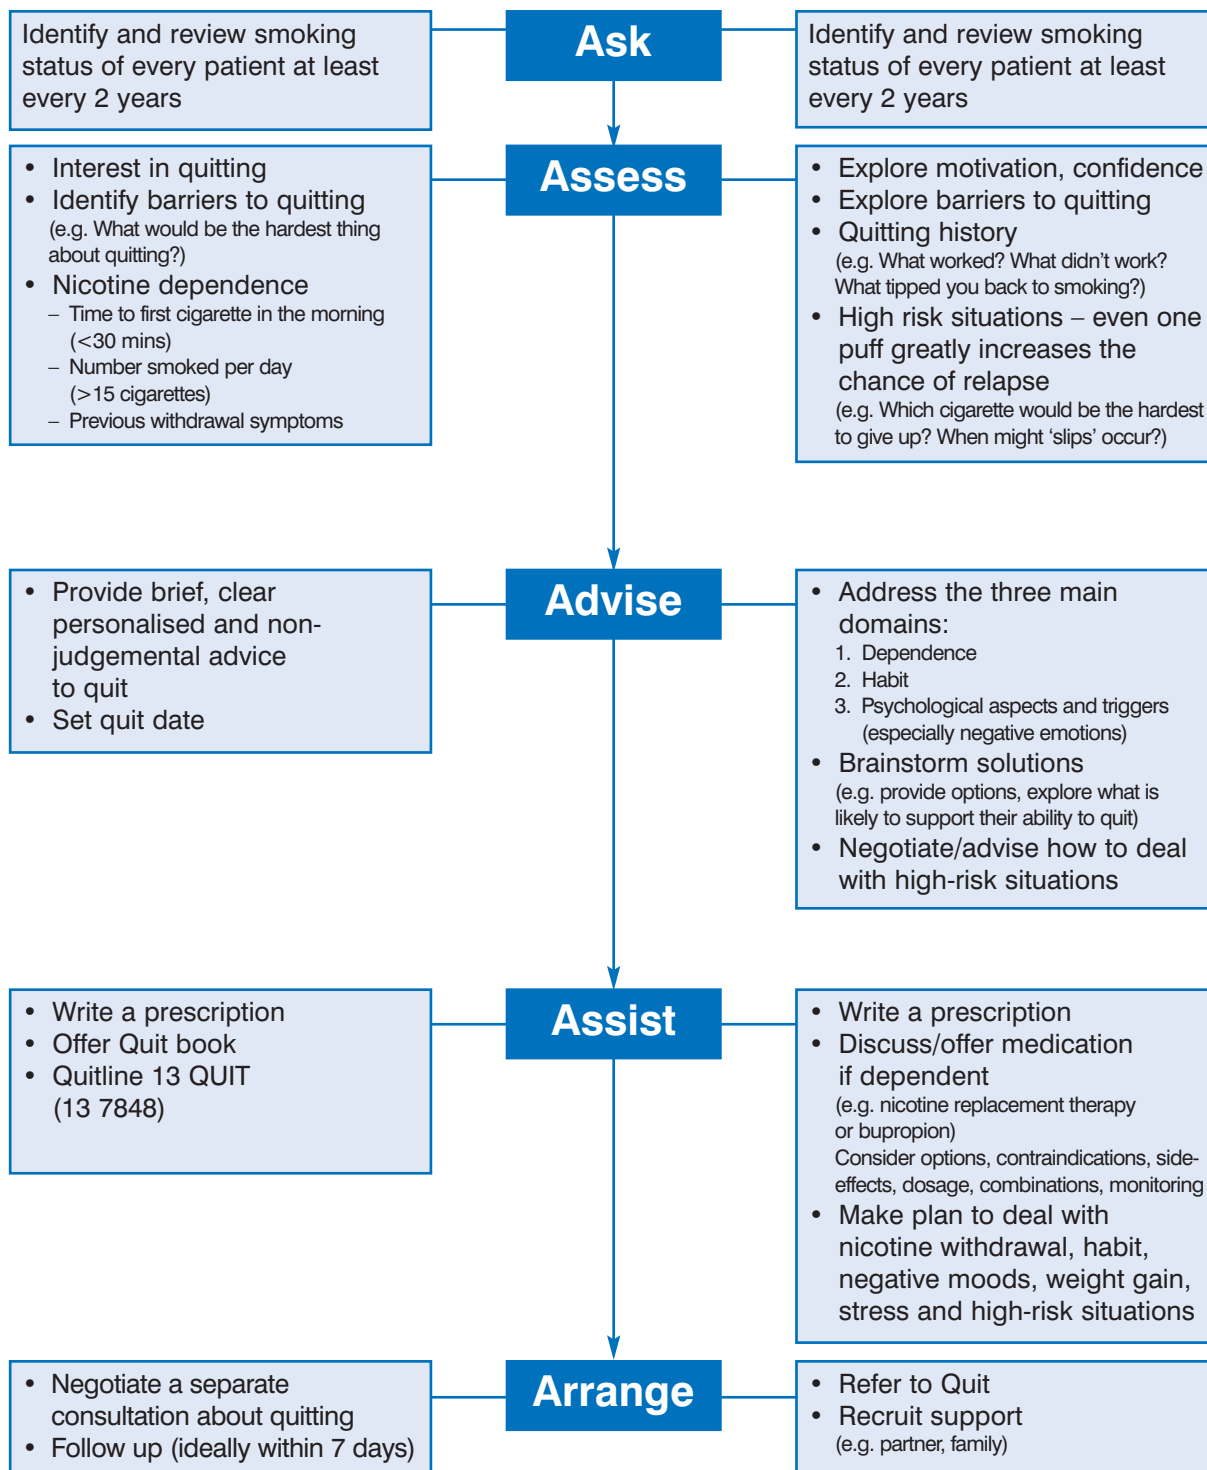 Identify and review smoking
status of every patient at least
every 2 years
Ask
Identify and review smoking
status of every patient at least
every 2 years
• Interest in quitting
• Identify barriers to quitting
(e.g. What would be the hardest thing
about quitting?)
• Nicotine dependence
– Time to first cigarette in the morning
(<30 mins)
– Number smoked per day
(>15 cigarettes)
– Previous withdrawal symptoms
Assess
• Explore motivation, confidence
• Explore barriers to quitting
• Quitting history
(e.g. What worked? What didn’t work?
What tipped you back to smoking?)
• High risk situations – even one
puff greatly increases the
chance of relapse
(e.g. Which cigarette would be the hardest
to give up? When might ‘slips’ occur?)
• Provide brief, clear
personalised and non-
judgemental advice
to quit
• Set quit date
Advise
• Address the three main
domains:
1. Dependence
2. Habit
3. Psychological aspects and triggers
(especially negative emotions)
• Brainstorm solutions
(e.g. provide options, explore what is
likely to support their ability to quit)
• Negotiate/advise how to deal
with high-risk situations
• Write a prescription
• Offer Quit book
• Quitline 13 QUIT
(13 7848)
Assist
• Write a prescription
• Discuss/offer medication
if dependent
(e.g. nicotine replacement therapy
or bupropion)
Consider options, contraindications, side-
effects, dosage, combinations, monitoring
• Make plan to deal with
nicotine withdrawal, habit,
negative moods, weight gain,
stress and high-risk situations
• Negotiate a separate
consultation about quitting
• Follow up (ideally within 7 days)
Arrange
• Refer to Quit
• Recruit support
(e.g. partner, family)